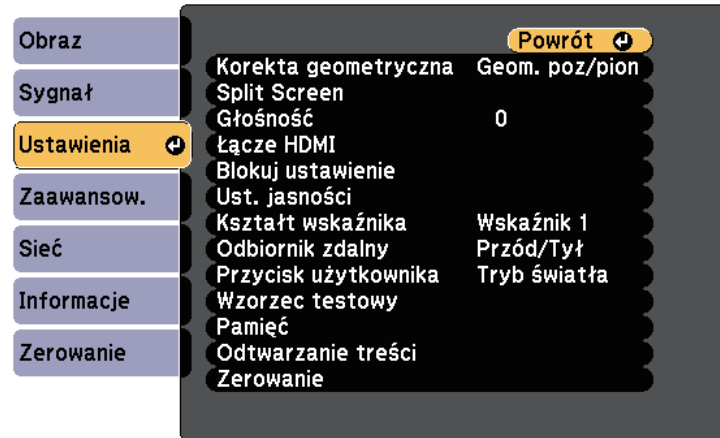 Obraz
Sygnał
Ustawienia
Zaawansow.
Sieć
Informacje
Zerowanie
Powrót
Korekta geometryczna Geom. poz/pion
Split Screen
Głośność 0
Łącze HDMI
Blokuj ustawienie
Ust. jasności
Kształt wskaźnika Wskaźnik 1
Odbiornik zdalny Przód/Tył
Przycisk użytkownika Tryb światła
Wzorzec testowy
Pamięć
Odtwarzanie treści
Zerowanie